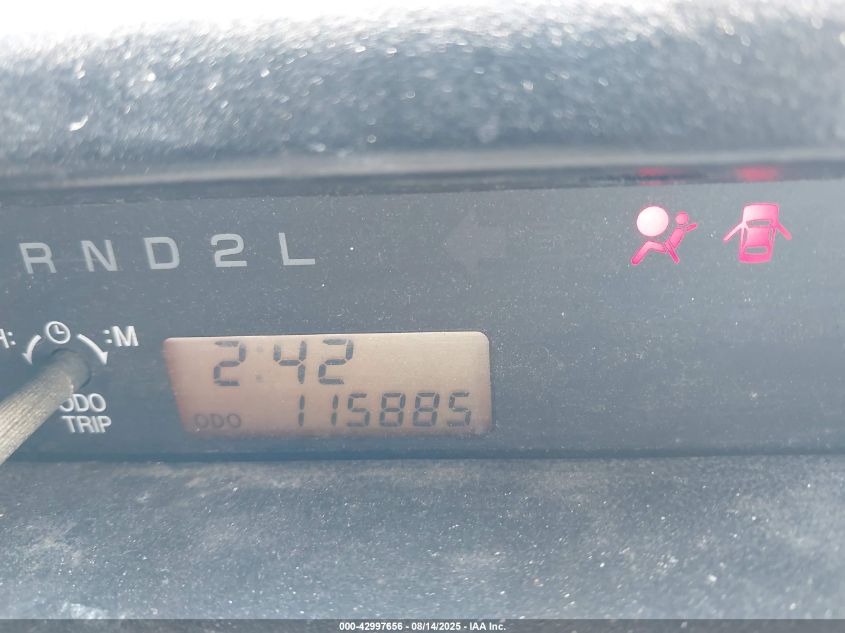 R N D 2 L
H: :M
2:42
ODO 115885
ODO
TRIP
000-42997656 - 08/14/2025 - IAA Inc.